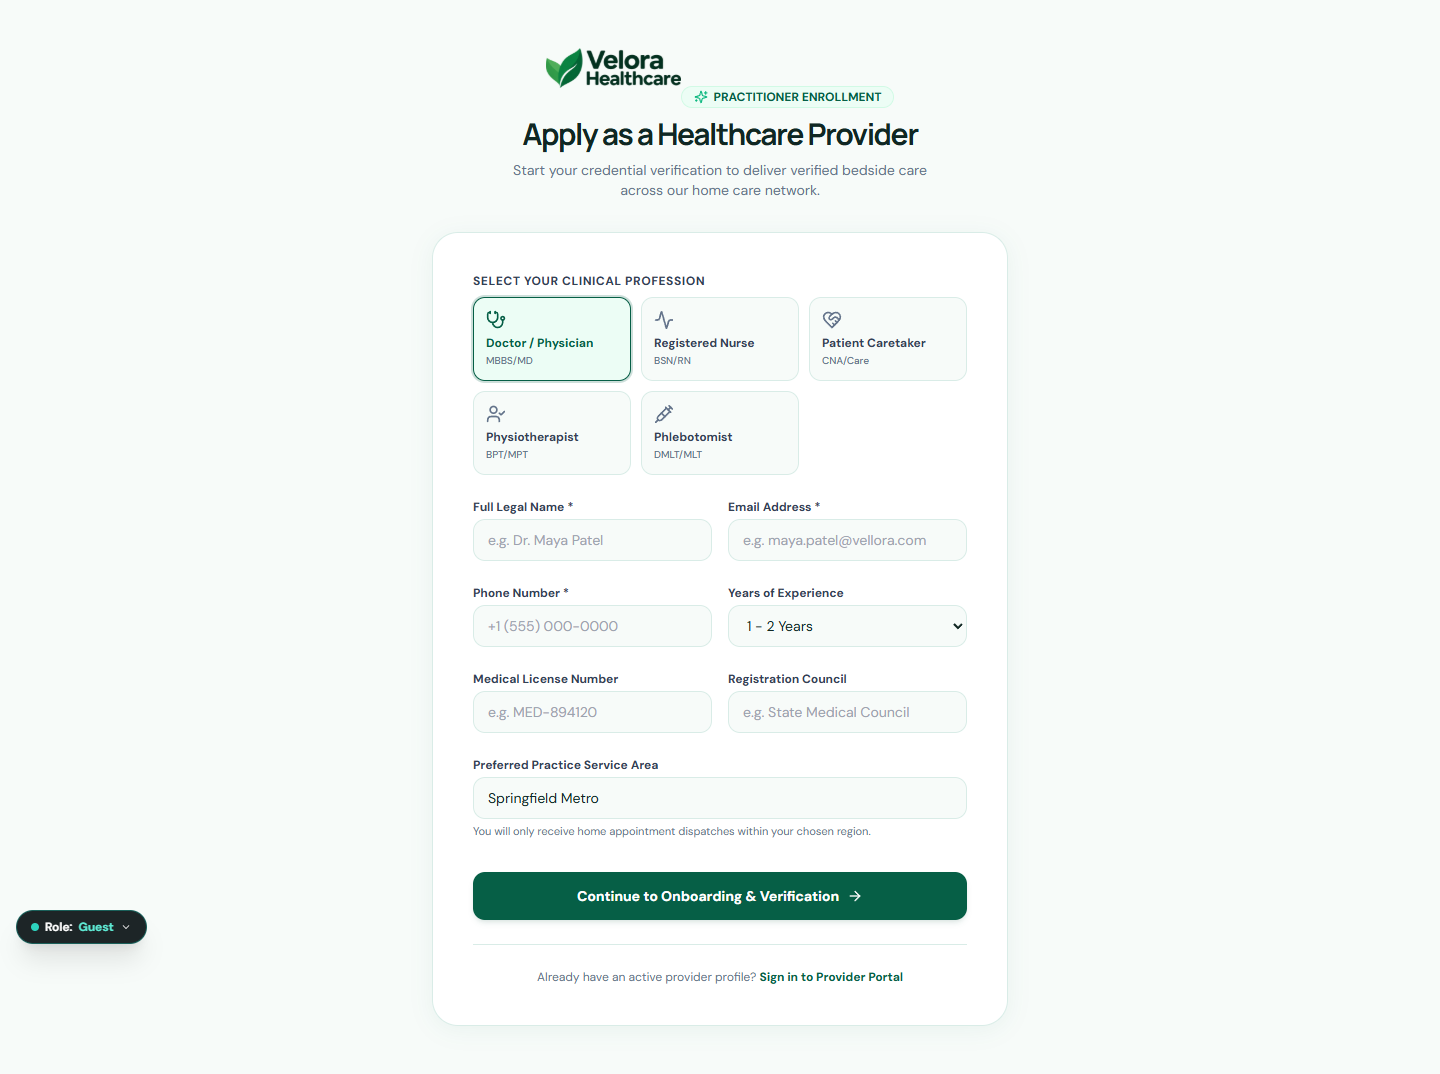 Velora
Healthcare
PRACTITIONER ENROLLMENT
Apply as a Healthcare Provider
Start your credential verification to deliver verified bedside care
across our home care network.
SELECT YOUR CLINICAL PROFESSION
Doctor / Physician
MBBS/MD
Registered Nurse
BSN/RN
Patient Caretaker
CNA/Care
Physiotherapist
BPT/MPT
Phlebotomist
DMLT/MLT
Full Legal Name *
e.g. Dr. Maya Patel
Email Address *
e.g. maya.patel@vellora.com
Phone Number *
+1 (555) 000-0000
Years of Experience
1 - 2 Years
Medical License Number
e.g. MED-894120
Registration Council
e.g. State Medical Council
Preferred Practice Service Area
Springfield Metro
You will only receive home appointment dispatches within your chosen region.
Continue to Onboarding & Verification →
Role: Guest
Already have an active provider profile? Sign in to Provider Portal